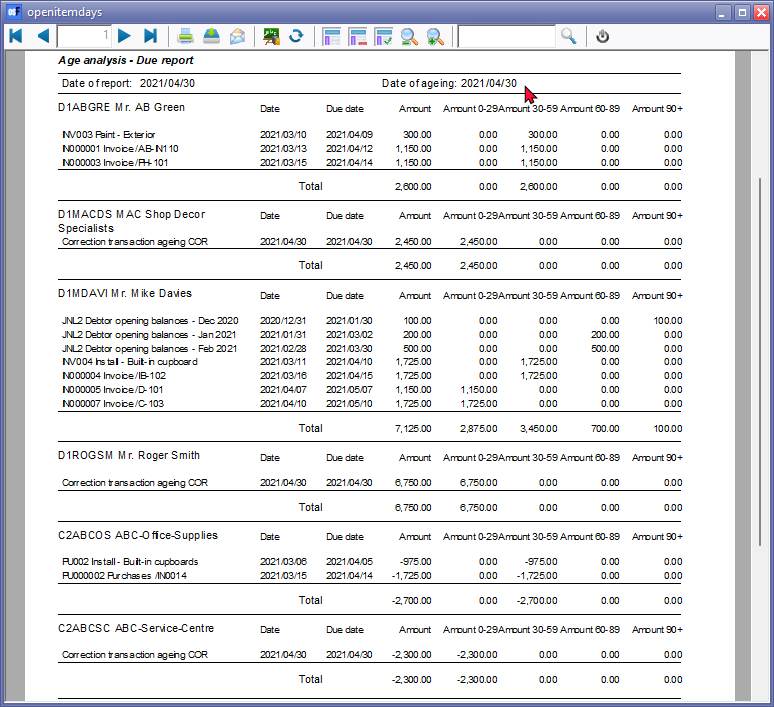 openitemdays
1
Age analysis - Due report
Date of report: 2021/04/30 Date of ageing: 2021/04/30
D1ABGRE Mr. AB Green Date Due date Amount Amount 0-29 Amount 30-59 Amount 60-89 Amount 90+
INV003 Paint - Exterior 2021/03/10 2021/04/09 300.00 0.00 300.00 0.00 0.00
IN000001 Invoice /AB-IN110 2021/03/13 2021/04/12 1,150.00 0.00 1,150.00 0.00 0.00
IN000003 Invoice /PH-101 2021/03/15 2021/04/14 1,150.00 0.00 1,150.00 0.00 0.00
Total 2,600.00 0.00 2,600.00 0.00 0.00
D1MACDS MAC Shop Decor Date Due date Amount Amount 0-29 Amount 30-59 Amount 60-89 Amount 90+
Specialists
Correction transaction ageing COR 2021/04/30 2021/04/30 2,450.00 2,450.00 0.00 0.00 0.00
Total 2,450.00 2,450.00 0.00 0.00 0.00
D1MDAVI Mr. Mike Davies Date Due date Amount Amount 0-29 Amount 30-59 Amount 60-89 Amount 90+
JNL2 Debtor opening balances - Dec 2020 2020/12/31 2021/01/30 100.00 0.00 0.00 0.00 100.00
JNL2 Debtor opening balances - Jan 2021 2021/01/31 2021/03/02 200.00 0.00 0.00 200.00 0.00
JNL2 Debtor opening balances - Feb 2021 2021/02/28 2021/03/30 500.00 0.00 0.00 500.00 0.00
INV004 Install - Built-in cupboard 2021/03/11 2021/04/10 1,725.00 0.00 1,725.00 0.00 0.00
IN000004 Invoice /IB-102 2021/03/16 2021/04/15 1,725.00 0.00 1,725.00 0.00 0.00
IN000005 Invoice /D-101 2021/04/07 2021/05/07 1,150.00 1,150.00 0.00 0.00 0.00
IN000007 Invoice /C-103 2021/04/10 2021/05/10 1,725.00 1,725.00 0.00 0.00 0.00
Total 7,125.00 2,875.00 3,450.00 700.00 100.00
D1ROGSM Mr. Roger Smith Date Due date Amount Amount 0-29 Amount 30-59 Amount 60-89 Amount 90+
Correction transaction ageing COR 2021/04/30 2021/04/30 6,750.00 6,750.00 0.00 0.00 0.00
Total 6,750.00 6,750.00 0.00 0.00 0.00
C2ABCOS ABC-Office-Supplies Date Due date Amount Amount 0-29 Amount 30-59 Amount 60-89 Amount 90+
PU002 Install - Built-in cupboards 2021/03/06 2021/04/05 -975.00 0.00 -975.00 0.00 0.00
PU000002 Purchases /IN0014 2021/03/15 2021/04/14 -1,725.00 0.00 -1,725.00 0.00 0.00
Total -2,700.00 0.00 -2,700.00 0.00 0.00
C2ABCSC ABC-Service-Centre Date Due date Amount Amount 0-29 Amount 30-59 Amount 60-89 Amount 90+
Correction transaction ageing COR 2021/04/30 2021/04/30 -2,300.00 -2,300.00 0.00 0.00 0.00
Total -2,300.00 -2,300.00 0.00 0.00 0.00